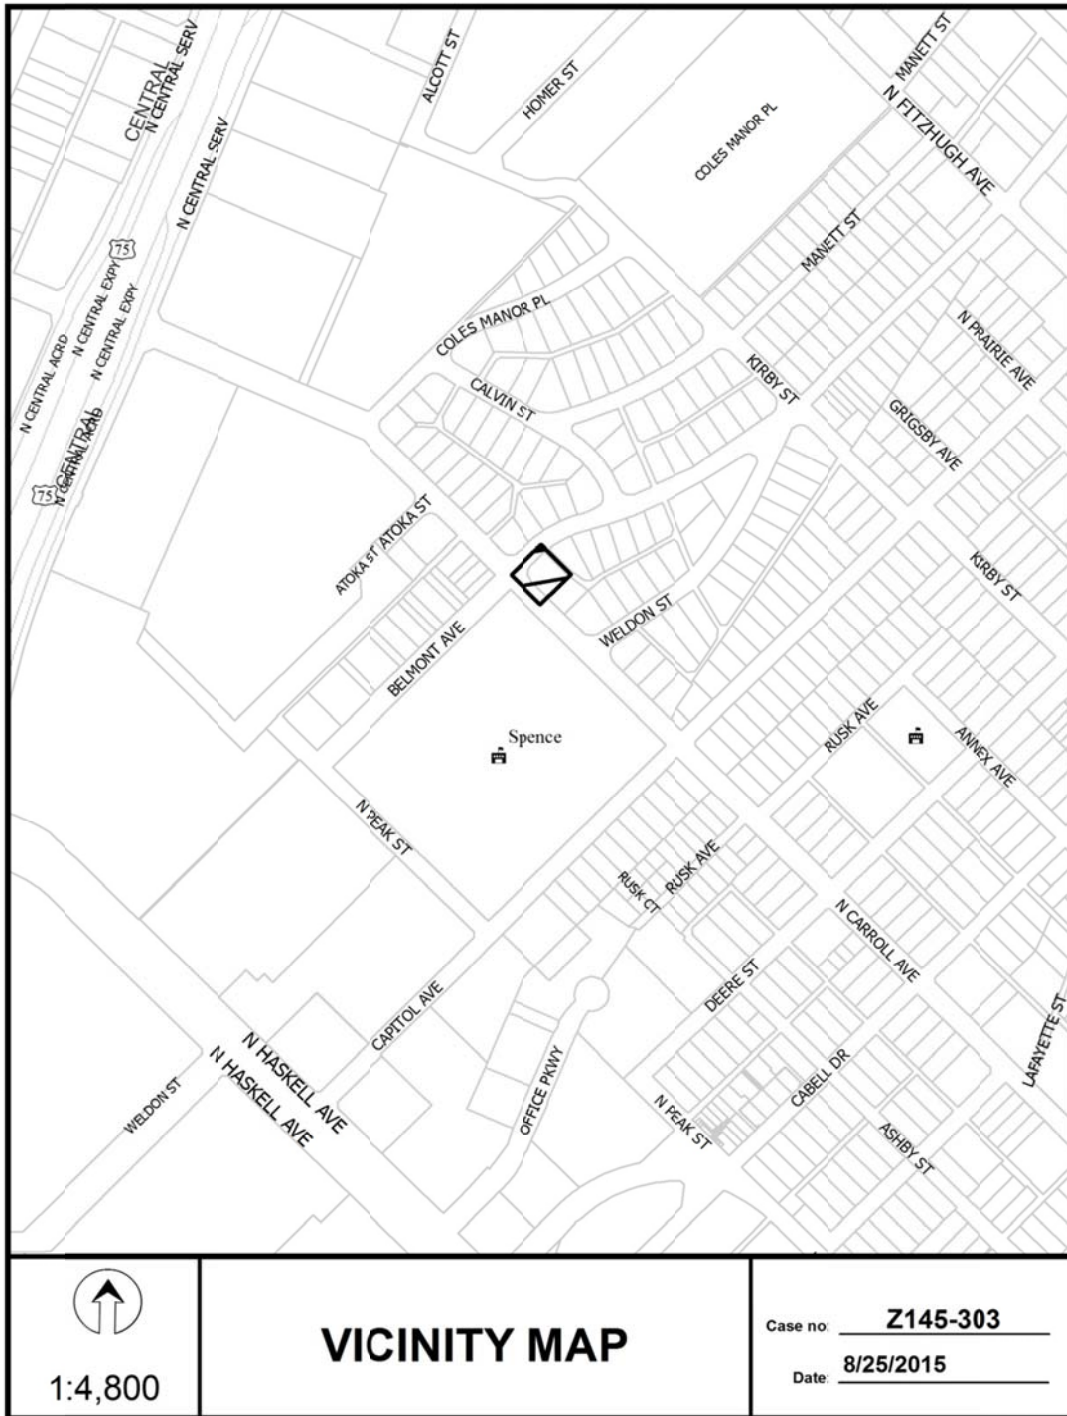 MANETT ST
N CENTRAL SERV
CENTRAL
ALCOTT ST
HOMER ST
N FITZHUGH AVE
COLES MANOR PL
N CENTRAL SERV
75
MANETT ST
N CENTRAL EXPY
N CENTRAL EXPY
COLES MANOR PL
N PRAIRIE AVE
N CENTRAL ACRD
CALVIN ST
KIRBY ST
GRIGSBY AVE
CENTRAL
N CENTRAL ACRD
75
ATOKA ST
ATOKA ST
KIRBY ST
WELDON ST
BELMONT AVE
Spence
RUSK AVE
ANNEX AVE
N PEAK ST
RUSK AVE
RUSK CT
N CARROLL AVE
DEERE ST
CAPITOL AVE
LAFAYETTE ST
N HASKELL AVE
N HASKELL AVE
OFFICE PKWY
CABELL DR
WELDON ST
N PEAK ST
ASHBY ST
1:4,800
VICINITY MAP
Case no: Z145-303
Date: 8/25/2015